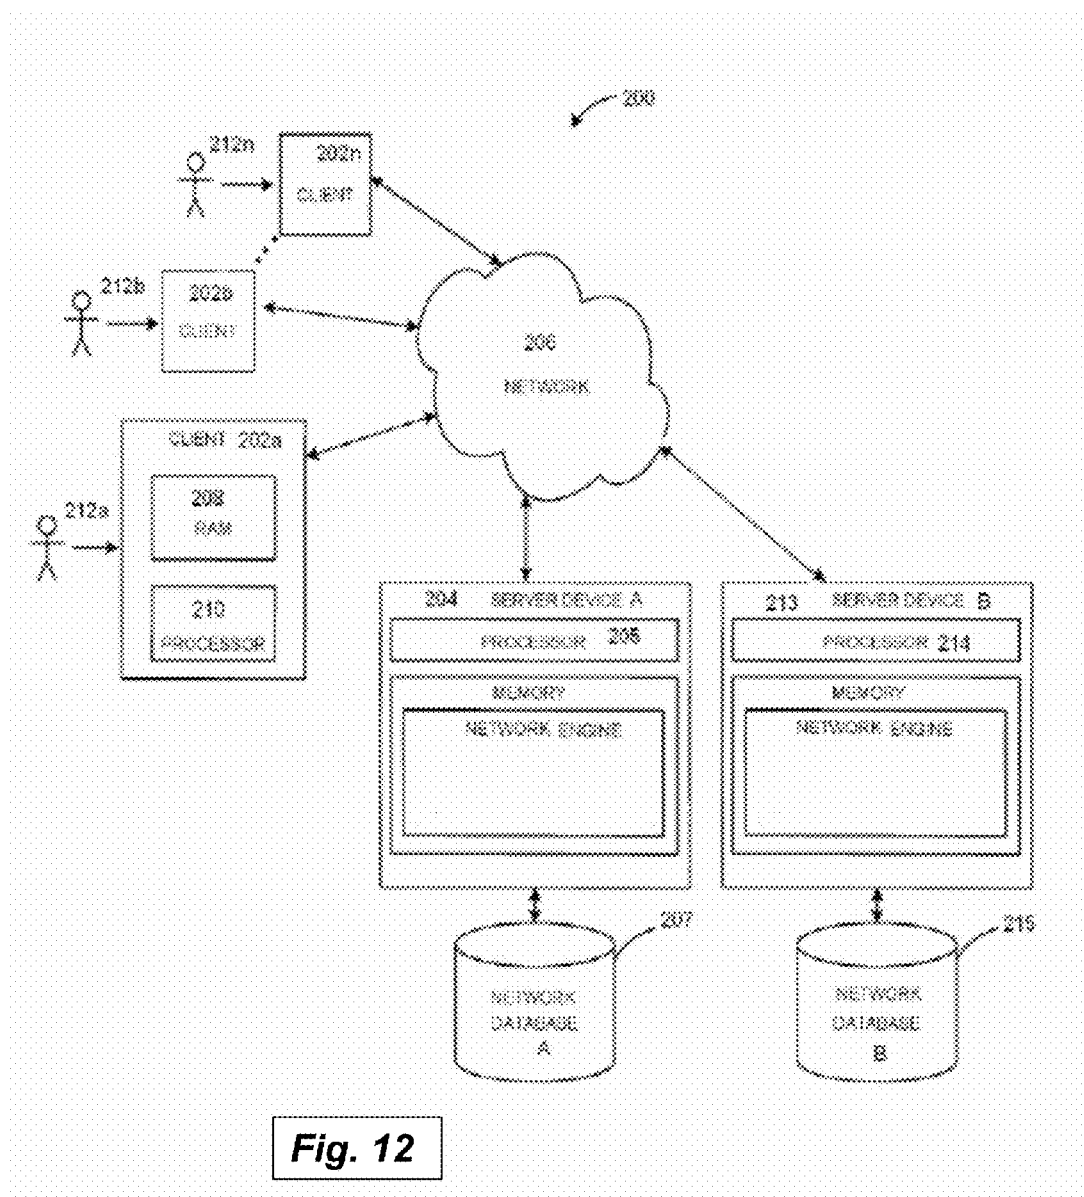 200
212n
202n
CLIENT
212b
202b
CLIENT
206
NETWORK
CLIENT 202a
208
RAM
212a
210
PROCESSOR
204 SERVER DEVICE A
PROCESSOR 205
MEMORY
NETWORK ENGINE
213 SERVER DEVICE B
PROCESSOR 214
MEMORY
NETWORK ENGINE
207
NETWORK
DATABASE
A
215
NETWORK
DATABASE
B
Fig. 12